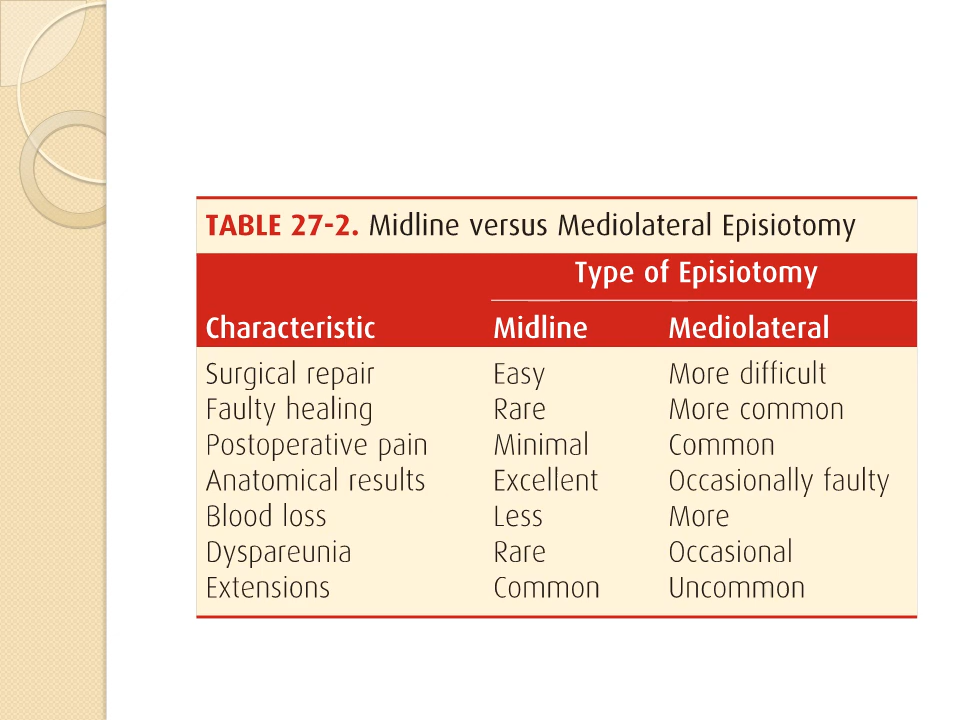 TABLE 27-2. Midline versus Mediolateral Episiotomy
Type of Episiotomy
Characteristic Midline Mediolateral
Surgical repair Easy More difficult
Faulty healing Rare More common
Postoperative pain Minimal Common
Anatomical results Excellent Occasionally faulty
Blood loss Less More
Dyspareunia Rare Occasional
Extensions Common Uncommon